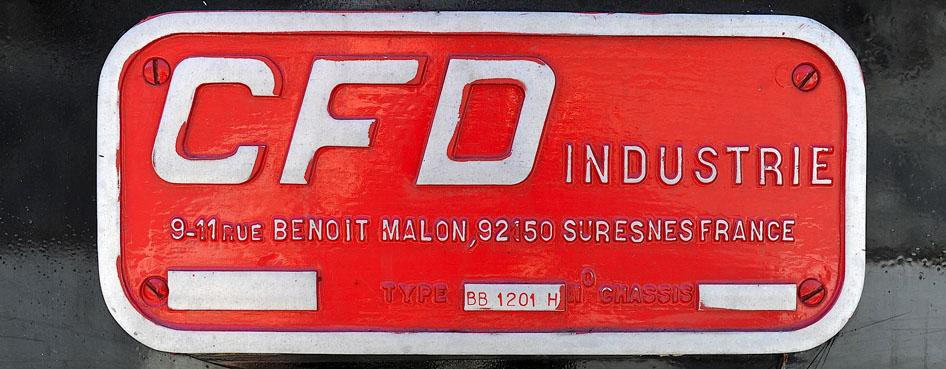 CFD INDUSTRIE
9-11 RUE BENOIT MALON, 92150 SURESNES FRANCE
TYPE BB 1201 H N° CHASSIS